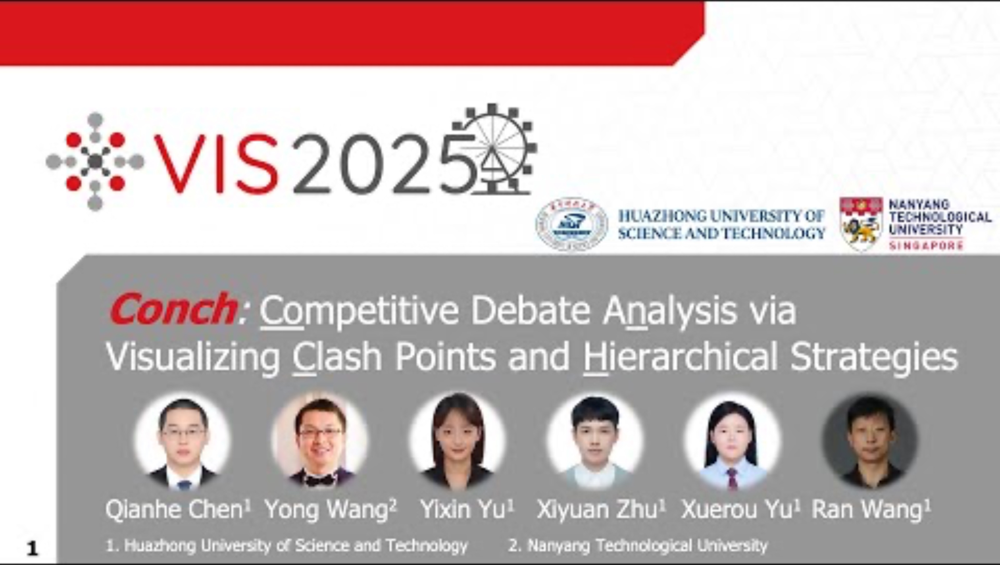 VIS2025
HUAZHONG UNIVERSITY OF
SCIENCE AND TECHNOLOGY
NANYANG
TECHNOLOGICAL
UNIVERSITY
SINGAPORE
Conch: Competitive Debate Analysis via
Visualizing Clash Points and Hierarchical Strategies
Qianhe Chen¹ Yong Wang² Yixin Yu¹ Xiyuan Zhu¹ Xuerou Yu¹ Ran Wang¹
1. Huazhong University of Science and Technology 2. Nanyang Technological University
1